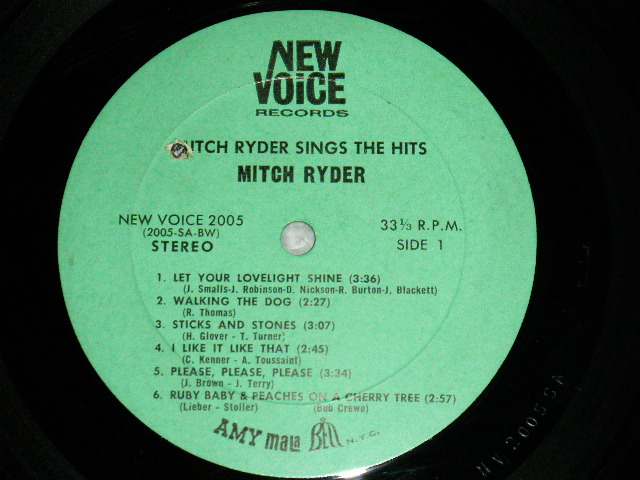 NEW
VOICE
RECORDS
ITCH RYDER SINGS THE HITS
MITCH RYDER
NEW VOICE 2005
(2005-SA-BW)
STEREO
33⅓ R.P.M.
SIDE 1
1. LET YOUR LOVELIGHT SHINE (3:36)
(J. Smalls-J. Robinson-D. Nickson-R. Burton-J. Blackett)
2. WALKING THE DOG (2:27)
(R. Thomas)
3. STICKS AND STONES (3:07)
(H. Glover - T. Turner)
4. I LIKE IT LIKE THAT (2:45)
(C. Kenner - A. Toussaint)
5. PLEASE, PLEASE, PLEASE (3:34)
(J. Brown - J. Terry)
6. RUBY BABY & PEACHES ON A CHERRY TREE (2:57)
(Lieber - Stoller) (Bob Crewe)
AMY mala BELL N.Y.C.